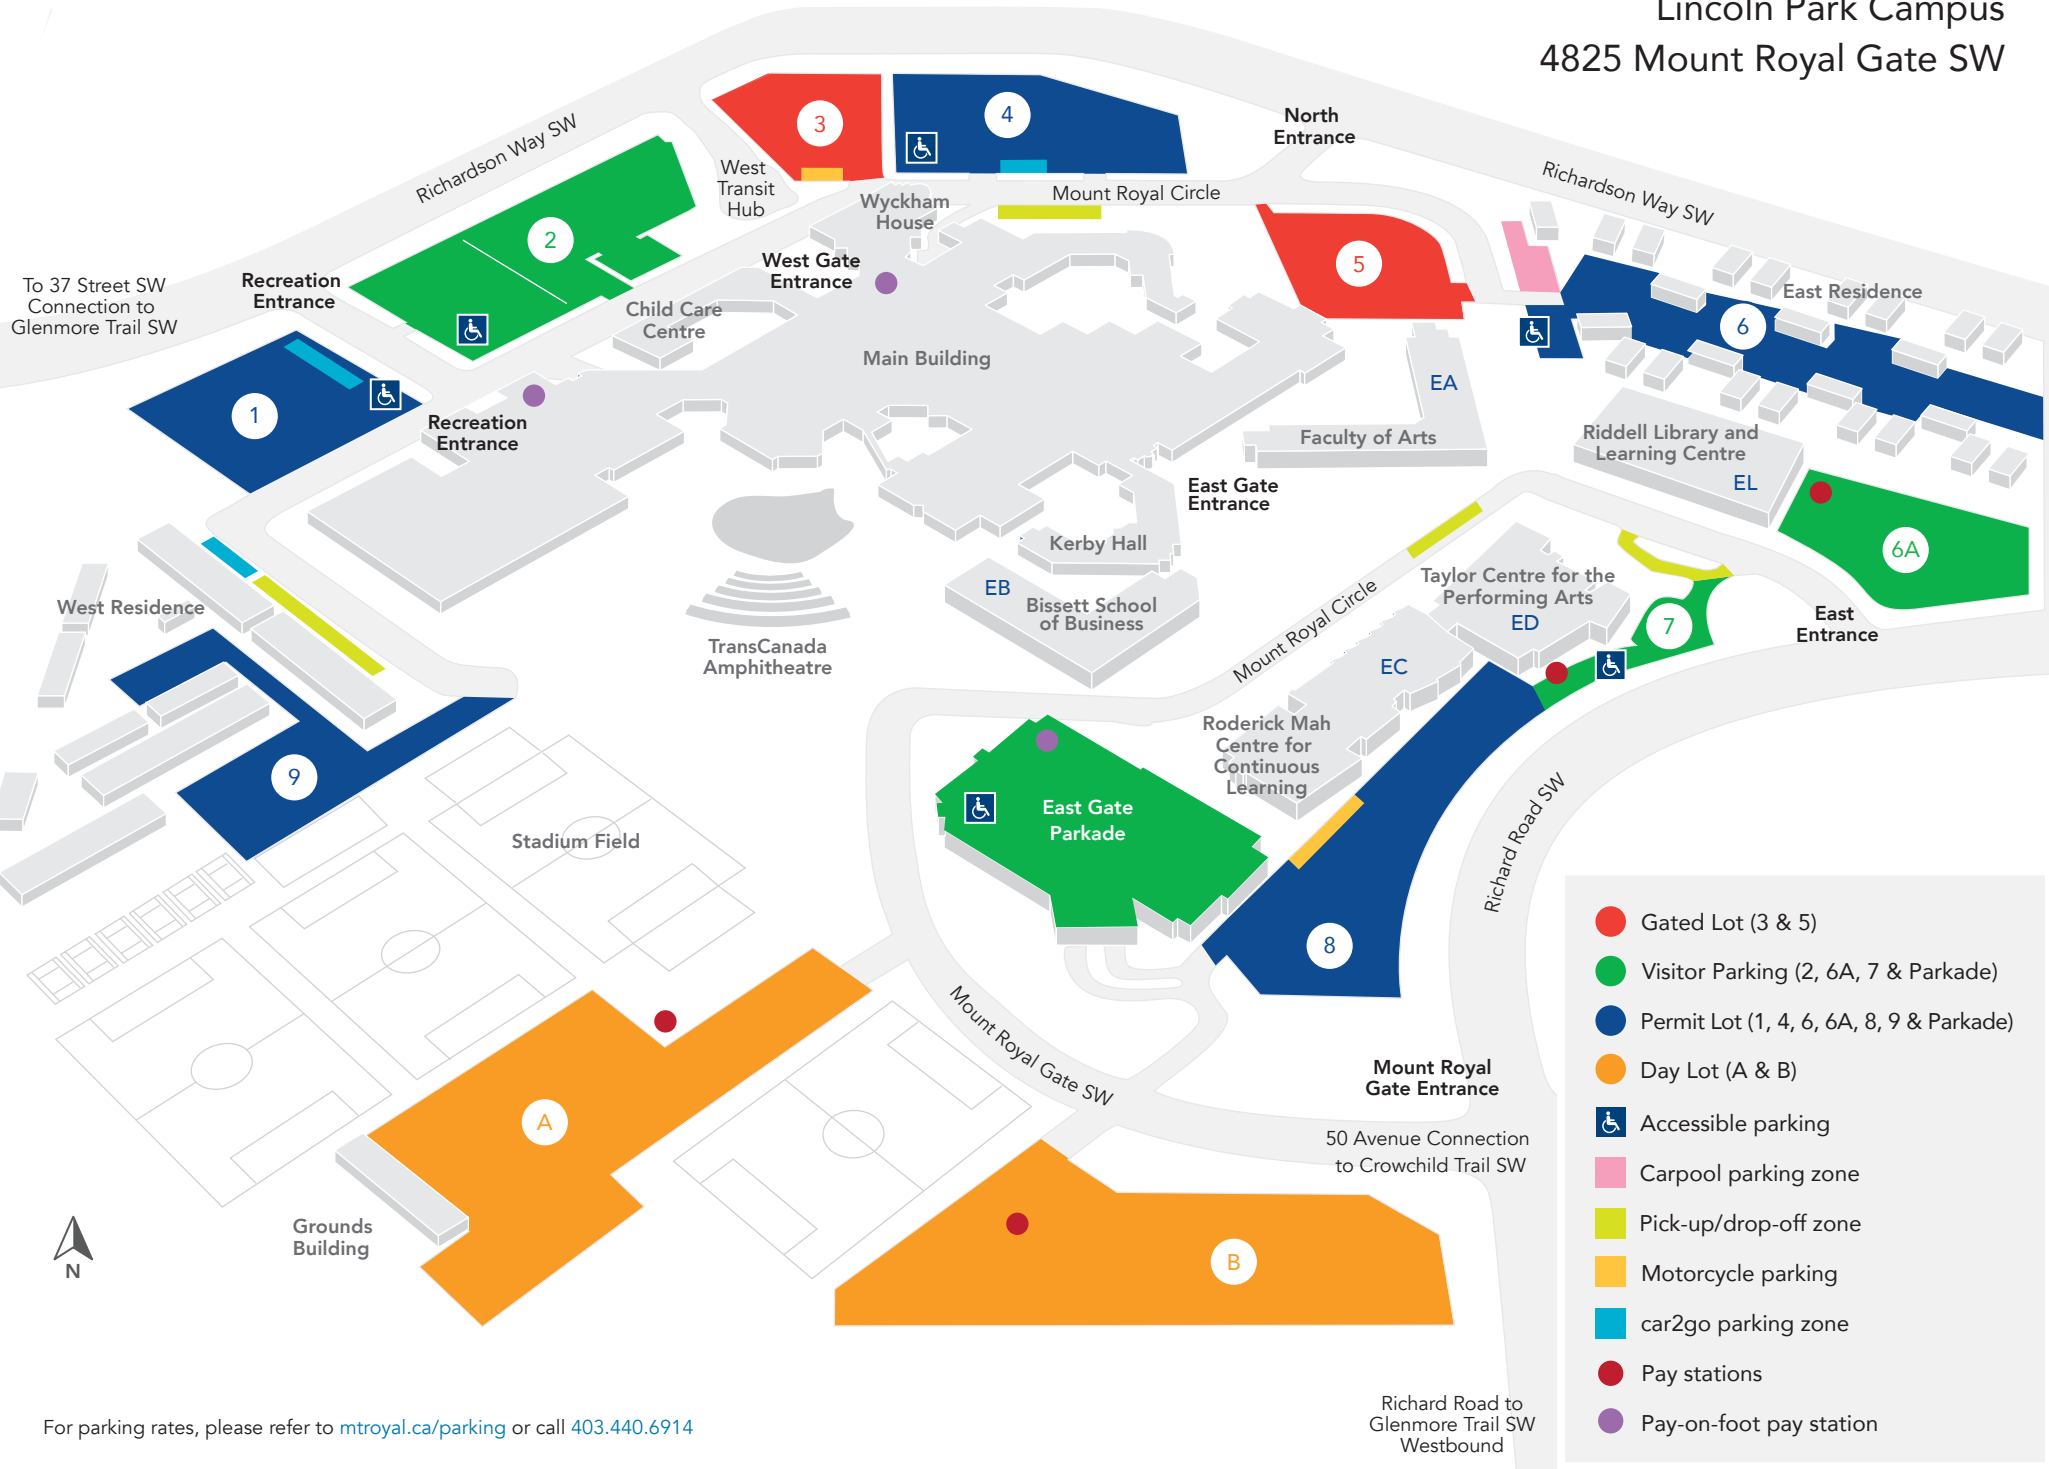 Lincoln Park Campus
4825 Mount Royal Gate SW
North
Entrance
Richardson Way SW
3
4
West
Transit
Hub
Mount Royal Circle
Wyckham
House
Richardson Way SW
2
5
West Gate
Entrance
To 37 Street SW
Connection to
Glenmore Trail SW
Recreation
Entrance
Child Care
Centre
East Residence
6
Main Building
EA
1
Recreation
Entrance
Faculty of Arts
Riddell Library and
Learning Centre
EL
East Gate
Entrance
Kerby Hall
6A
EB
Bissett School
of Business
Taylor Centre for the
Performing Arts
ED
Mount Royal Circle
7
East
Entrance
West Residence
TransCanada
Amphitheatre
EC
Roderick Mah
Centre for
Continuous
Learning
9
East Gate
Parkade
Stadium Field
Richard Road SW
8
Mount Royal Gate SW
Mount Royal
Gate Entrance
50 Avenue Connection
to Crowchild Trail SW
A
Grounds
Building
B
N
Gated Lot (3 & 5)
Visitor Parking (2, 6A, 7 & Parkade)
Permit Lot (1, 4, 6, 6A, 8, 9 & Parkade)
Day Lot (A & B)
Accessible parking
Carpool parking zone
Pick-up/drop-off zone
Motorcycle parking
car2go parking zone
Pay stations
Pay-on-foot pay station
Richard Road to
Glenmore Trail SW
Westbound
For parking rates, please refer to mtroyal.ca/parking or call 403.440.6914